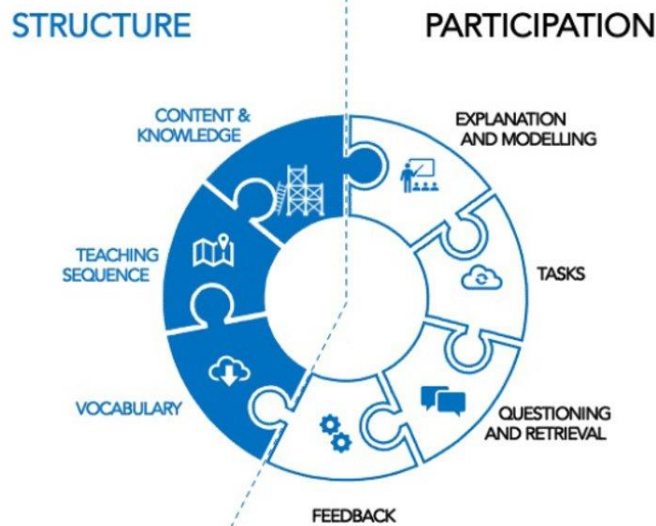 STRUCTURE
PARTICIPATION
CONTENT &
KNOWLEDGE
EXPLANATION
AND MODELLING
TEACHING
SEQUENCE
TASKS
VOCABULARY
QUESTIONING
AND RETRIEVAL
FEEDBACK